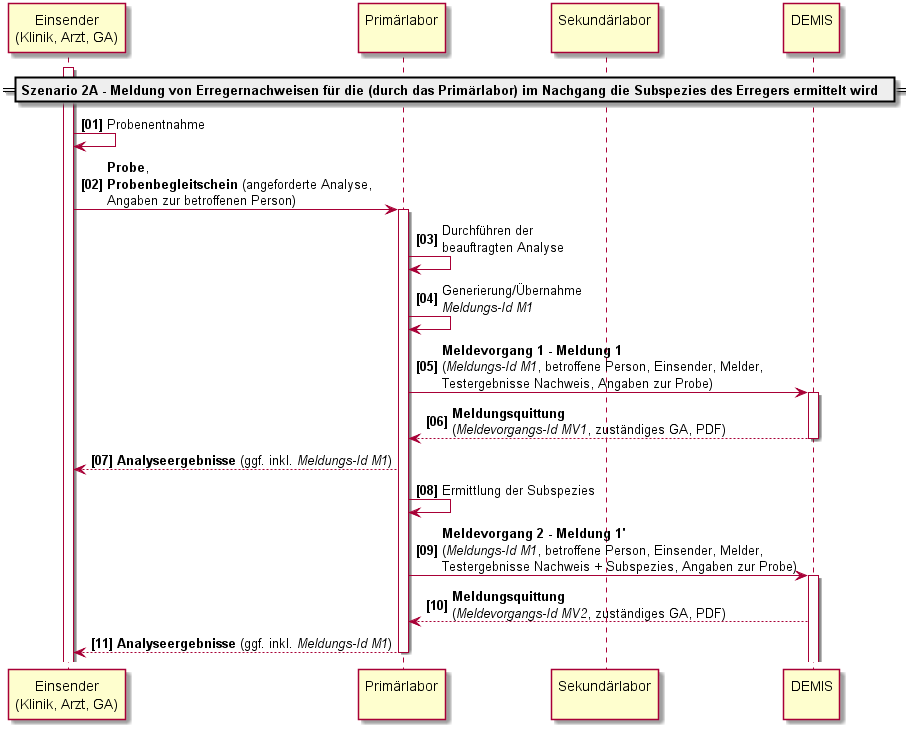 Einsender
(Klinik, Arzt, GA)
Primärlabor
Sekundärlabor
DEMIS
Szenario 2A - Meldung von Erregernachweisen für die (durch das Primärlabor) im Nachgang die Subspezies des Erregers ermittelt wird
[01] Probenentnahme
Probe,
[02] Probenbegleitschein (angeforderte Analyse,
Angaben zur betroffenen Person)
[03] Durchführen der
beauftragten Analyse
[04] Generierung/Übernahme
Meldungs-Id M1
Meldevorgang 1 - Meldung 1
[05] (Meldungs-Id M1, betroffene Person, Einsender, Melder,
Testergebnisse Nachweis, Angaben zur Probe)
[06] Meldungsquittung
(Meldevorgangs-Id MV1, zuständiges GA, PDF)
[07] Analyseergebnisse (ggf. inkl. Meldungs-Id M1)
[08] Ermittlung der Subspezies
Meldevorgang 2 - Meldung 1'
[09] (Meldungs-Id M1, betroffene Person, Einsender, Melder,
Testergebnisse Nachweis + Subspezies, Angaben zur Probe)
[10] Meldungsquittung
(Meldevorgangs-Id MV2, zuständiges GA, PDF)
[11] Analyseergebnisse (ggf. inkl. Meldungs-Id M1)
Einsender
(Klinik, Arzt, GA)
Primärlabor
Sekundärlabor
DEMIS